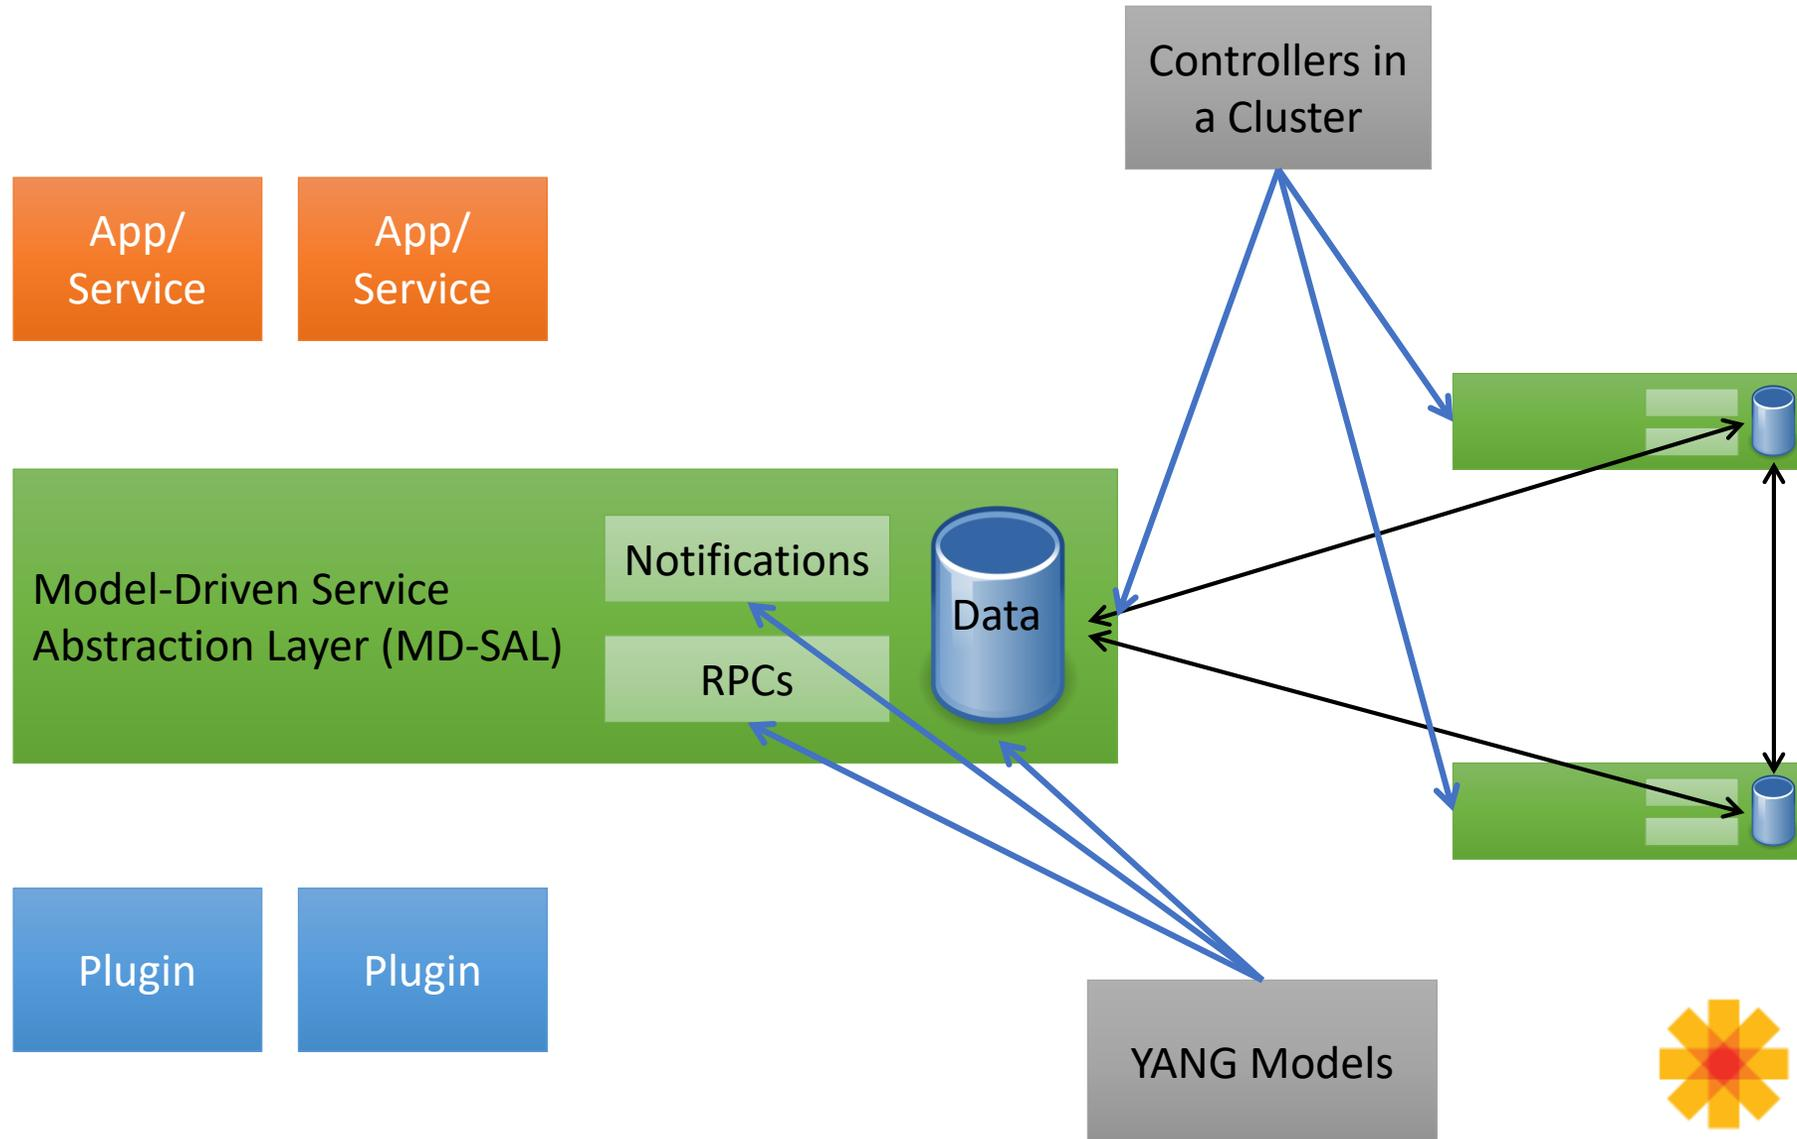 Controllers in
a Cluster
App/
Service
App/
Service
Model-Driven Service
Abstraction Layer (MD-SAL)
Notifications
RPCs
Data
Plugin
Plugin
YANG Models